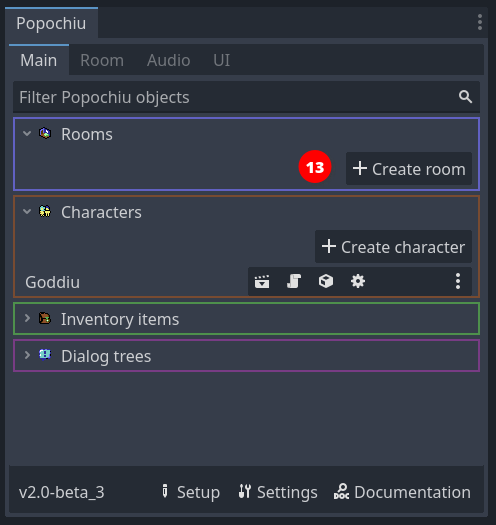 Popochiu
Main Room Audio UI
Filter Popochiu objects
Rooms
13 + Create room
Characters
+ Create character
Goddiu
Inventory items
Dialog trees
v2.0-beta_3 Setup Settings DOC Documentation